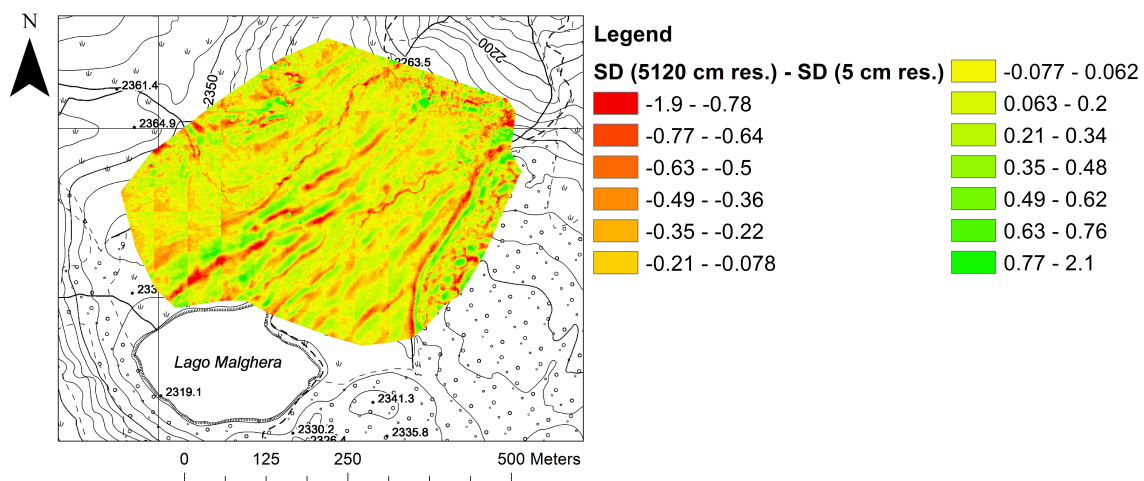 N
2263.5
2200
2361.4
2350
2364.9
Lago Malghera
2319.1
2341.3
2330.2
2335.8
0 125 250 500 Meters
Legend
SD (5120 cm res.) - SD (5 cm res.)
-1.9 - -0.78
-0.77 - -0.64
-0.63 - -0.5
-0.49 - -0.36
-0.35 - -0.22
-0.21 - -0.078
-0.077 - 0.062
0.063 - 0.2
0.21 - 0.34
0.35 - 0.48
0.49 - 0.62
0.63 - 0.76
0.77 - 2.1